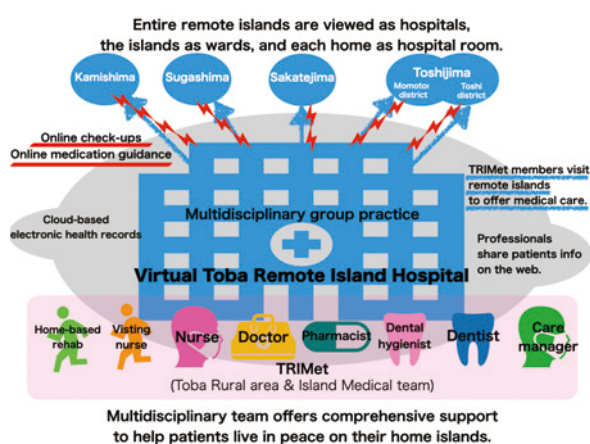 Entire remote islands are viewed as hospitals,
the islands as wards, and each home as hospital room.
Kamishima
Sugashima
Sakatejima
Toshijima
Momotori
district
Toshi
district
Online check-ups
Online medication guidance
TRIMet members visit
remote islands
to offer medical care.
Cloud-based
electronic health records
Multidisciplinary group practice
Professionals
share patients info
on the web.
Virtual Toba Remote Island Hospital
Home-based
rehab
Visting
nurse
Nurse
Doctor
Pharmacist
Dental
hygienist
Dentist
Care
manager
TRIMet
(Toba Rural area & Island Medical team)
Multidisciplinary team offers comprehensive support
to help patients live in peace on their home islands.